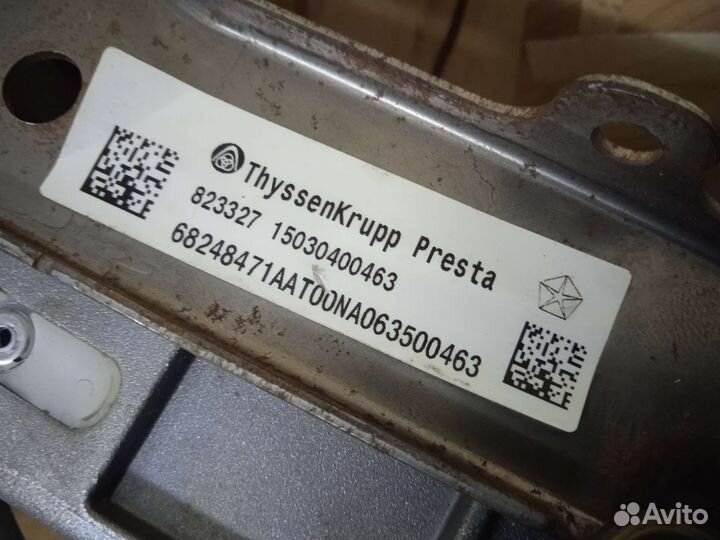 ThyssenKrupp Presta
823327 15030400463
68248471AAT00NA063500463
Avito